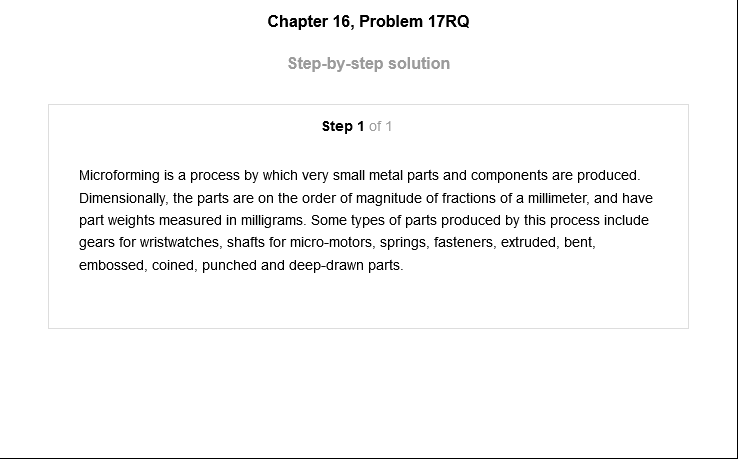 Chapter 16, Problem 17RQ
Step-by-step solution
Step 1 of 1
Microforming is a process by which very small metal parts and components are produced.
Dimensionally, the parts are on the order of magnitude of fractions of a millimeter, and have
part weights measured in milligrams. Some types of parts produced by this process include
gears for wristwatches, shafts for micro-motors, springs, fasteners, extruded, bent,
embossed, coined, punched and deep-drawn parts.